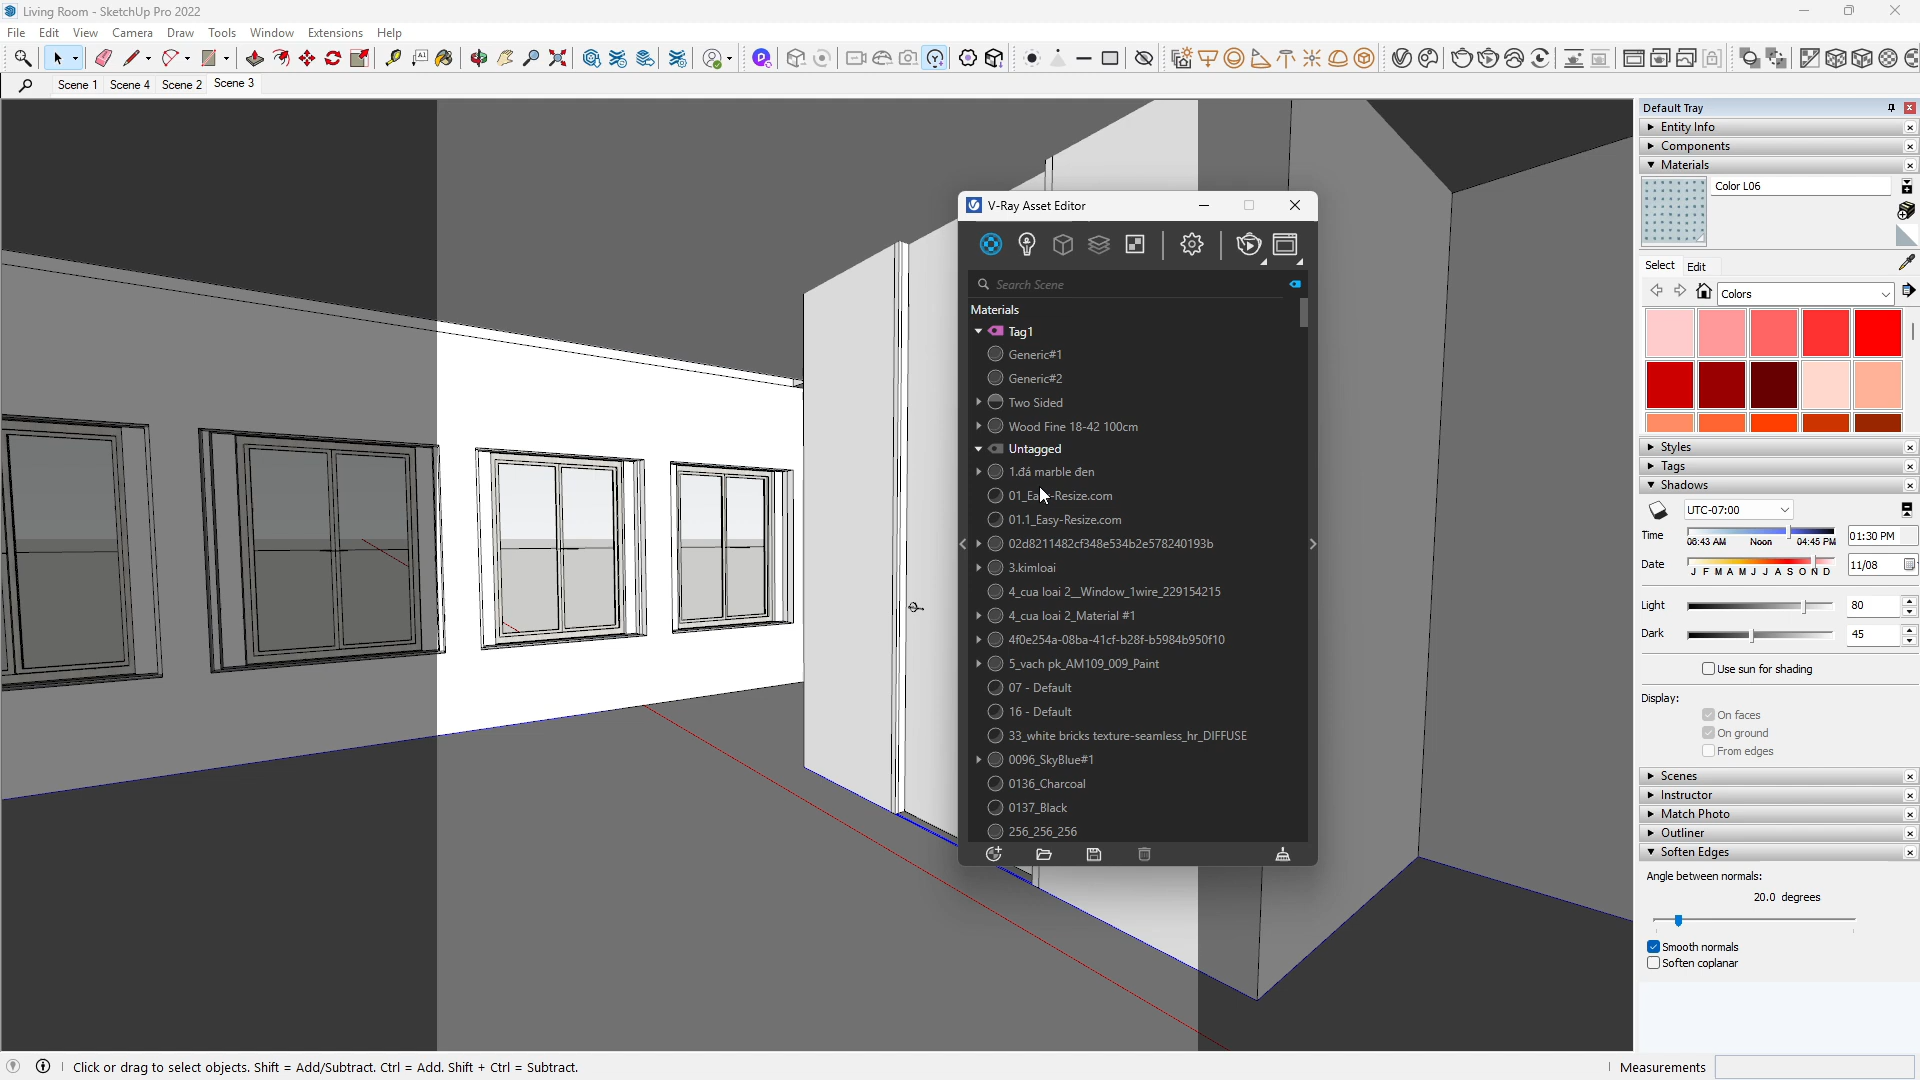 Living Room - SketchUp Pro 2022
File Edit View Camera Draw Tools Window Extensions Help
Scene 1 Scene 4 Scene 2 Scene 3
V-Ray Asset Editor
Search Scene
Materials
Tag1
Generic#1
Generic#2
Two Sided
Wood Fine 18-42 100cm
Untagged
1.đá marble đen
01_Easy-Resize.com
01.1_Easy-Resize.com
02d8211482cf348e534b2e578240193b
3.kimloai
4_cua loai 2__Window_1wire_229154215
4_cua loai 2_Material #1
4f0e254a-08ba-41cf-b28f-b5984b950f10
5_vach pk_AM109_009_Paint
07 - Default
16 - Default
33_white bricks texture-seamless_hr_DIFFUSE
0096_SkyBlue#1
0136_Charcoal
0137_Black
256_256_256
Default Tray
Entity Info
Components
Materials
Color L06
Select Edit
Colors
Styles
Tags
Shadows
UTC-07:00
Time 06:43 AM Noon 04:45 PM 01:30 PM
Date J F M A M J J A S O N D 11/08
Light 80
Dark 45
Use sun for shading
Display:
On faces
On ground
From edges
Scenes
Instructor
Match Photo
Outliner
Soften Edges
Angle between normals:
20.0 degrees
Smooth normals
Soften coplanar
Click or drag to select objects. Shift = Add/Subtract. Ctrl = Add. Shift + Ctrl = Subtract.
Measurements